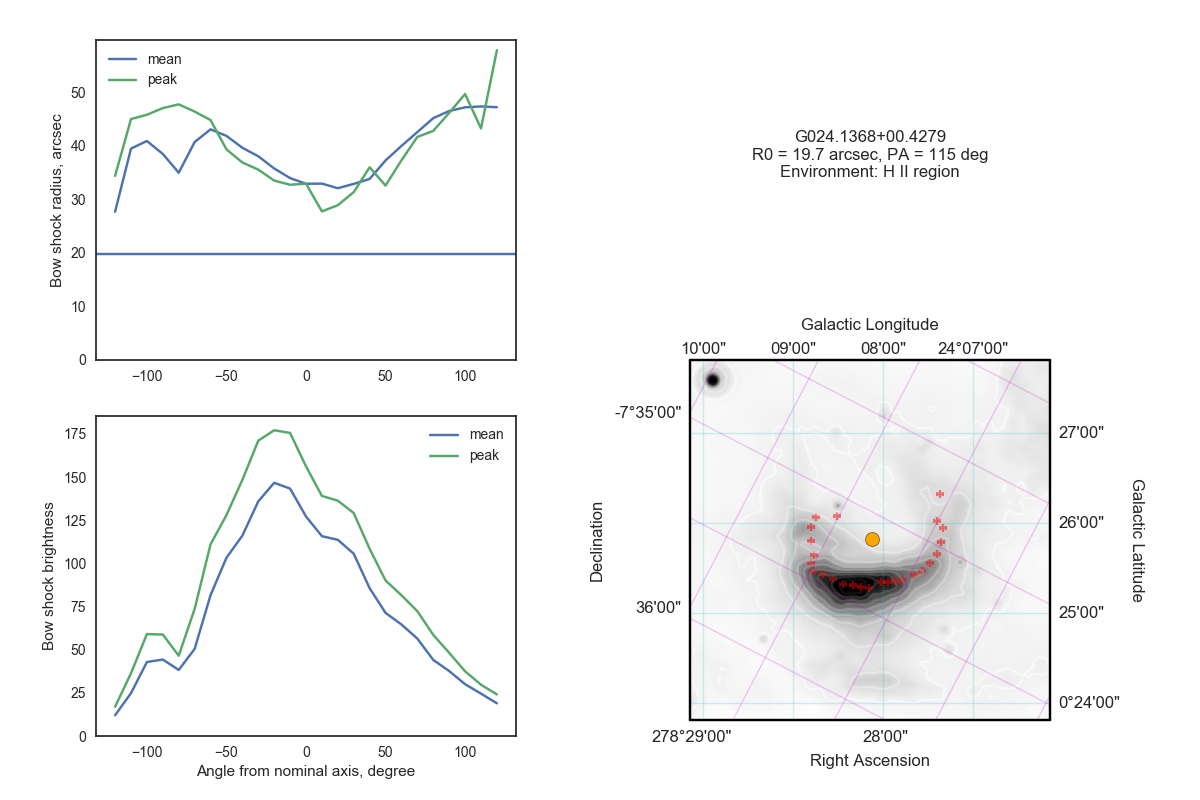 mean
peak
50
40
30
20
10
0
Bow shock radius, arcsec
−100
−50
0
50
100
G024.1368+00.4279
R0 = 19.7 arcsec, PA = 115 deg
Environment: H II region
mean
peak
175
150
125
100
75
50
25
0
Bow shock brightness
−100
−50
0
50
100
Angle from nominal axis, degree
Galactic Longitude
10'00"
09'00"
08'00"
24°07'00"
-7°35'00"
36'00"
Declination
27'00"
26'00"
25'00"
0°24'00"
Galactic Latitude
278°29'00"
28'00"
Right Ascension